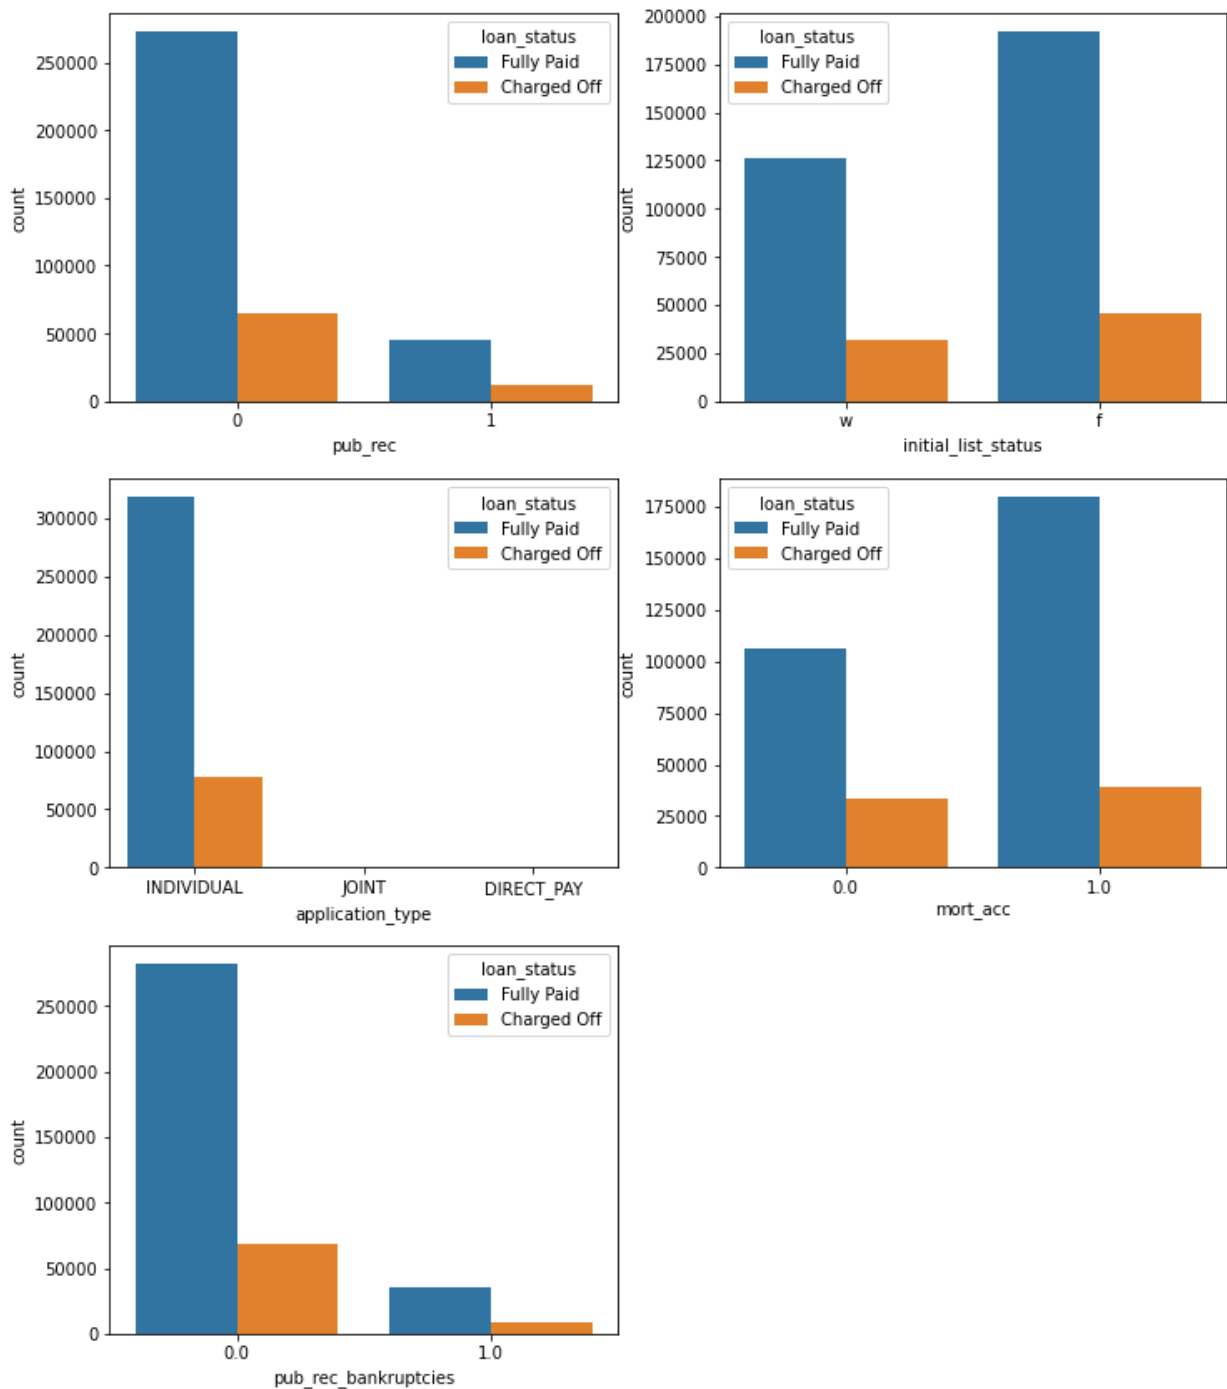 loan_status
Fully Paid
Charged Off
250000
200000
150000
100000
50000
0
count
0 1
pub_rec
loan_status
Fully Paid
Charged Off
200000
175000
150000
125000
100000
75000
50000
25000
0
count
w f
initial_list_status
loan_status
Fully Paid
Charged Off
300000
250000
200000
150000
100000
50000
0
count
INDIVIDUAL JOINT DIRECT_PAY
application_type
loan_status
Fully Paid
Charged Off
175000
150000
125000
100000
75000
50000
25000
0
count
0.0 1.0
mort_acc
loan_status
Fully Paid
Charged Off
250000
200000
150000
100000
50000
0
count
0.0 1.0
pub_rec_bankruptcies